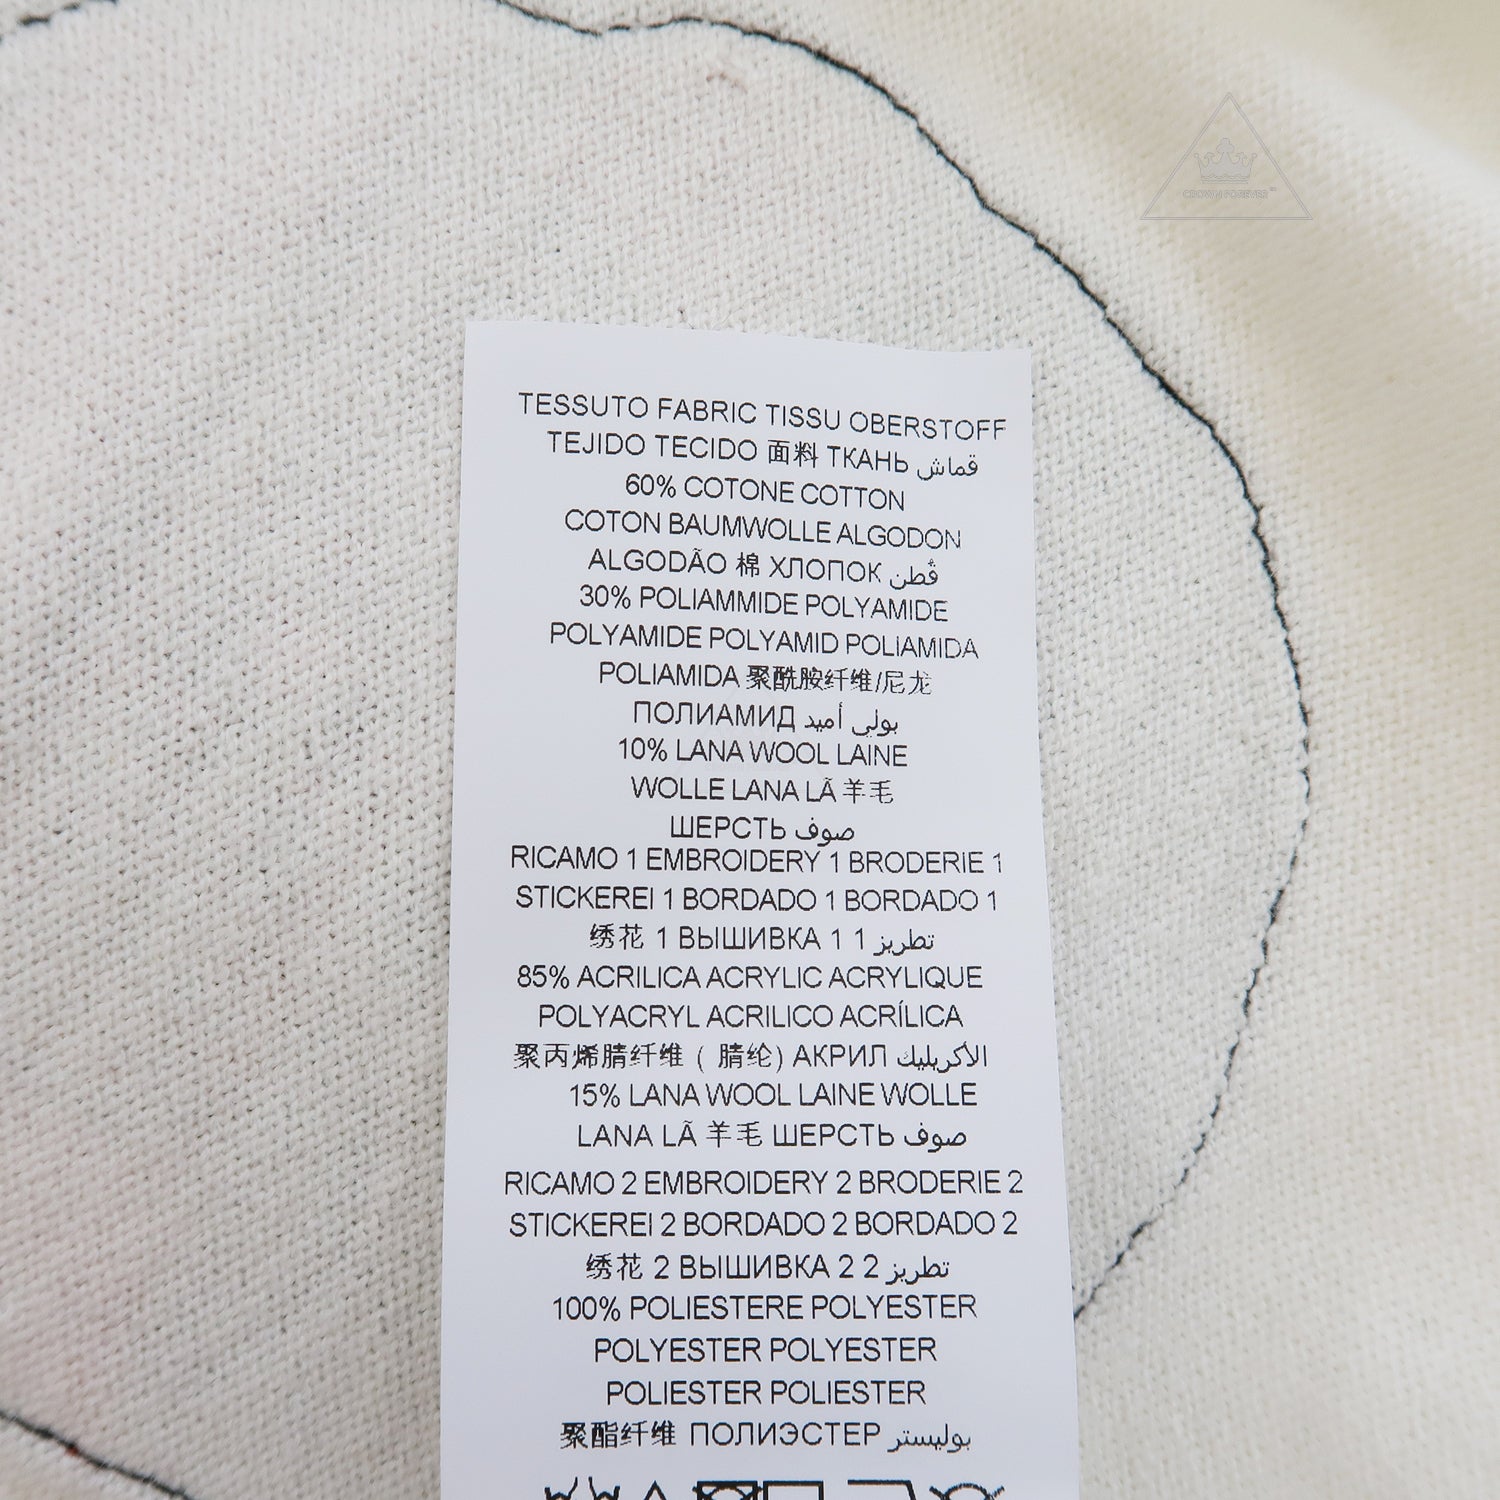 CROWN FOREVER™
TESSUTO FABRIC TISSU OBERSTOFF
TEJIDO TECIDO 面料 ТКАНЬ قماش
60% COTONE COTTON
COTON BAUMWOLLE ALGODON
ALGODÃO 棉 ХЛОПОК قطن
30% POLIAMMIDE POLYAMIDE
POLYAMIDE POLYAMID POLIAMIDA
POLIAMIDA 聚酰胺纤维/尼龙
ПОЛИАМИД بولي أميد
10% LANA WOOL LAINE
WOLLE LANA LÃ 羊毛
ШЕРСТЬ صوف
RICAMO 1 EMBROIDERY 1 BRODERIE 1
STICKEREI 1 BORDADO 1 BORDADO 1
绣花 1 ВЫШИВКА 1 1 تطريز
85% ACRILICA ACRYLIC ACRYLIQUE
POLYACRYL ACRILICO ACRÍLICA
聚丙烯腈纤维 ( 腈纶) АКРИЛ الأكريليك
15% LANA WOOL LAINE WOLLE
LANA LÃ 羊毛 ШЕРСТЬ صوف
RICAMO 2 EMBROIDERY 2 BRODERIE 2
STICKEREI 2 BORDADO 2 BORDADO 2
绣花 2 ВЫШИВКА 2 2 تطريز
100% POLIESTERE POLYESTER
POLYESTER POLYESTER
POLIESTER POLIESTER
聚酯纤维 ПОЛИЭСТЕР بوليستر